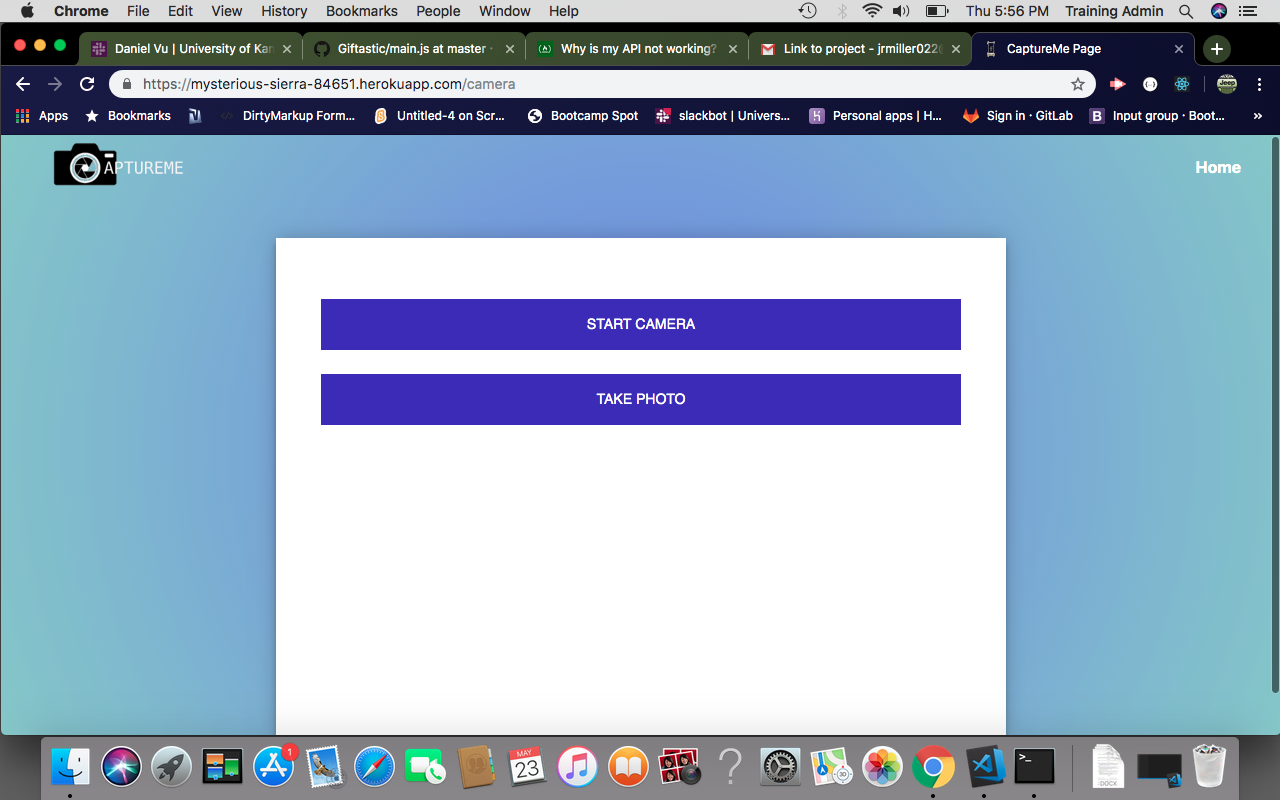 Chrome File Edit View History Bookmarks People Window Help Thu 5:56 PM Training Admin
Daniel Vu | University of Kan Giftastic/main.js at master · Why is my API not working? Link to project - jrmiller022@ CaptureMe Page
https://mysterious-sierra-84651.herokuapp.com/camera
Apps Bookmarks DirtyMarkup Form... Untitled-4 on Scr... Bootcamp Spot slackbot | Univers... Personal apps | H... Sign in · GitLab Input group · Boot... »
APTUREME Home
START CAMERA
TAKE PHOTO
1
MAY
23
3D
>_
DOCX